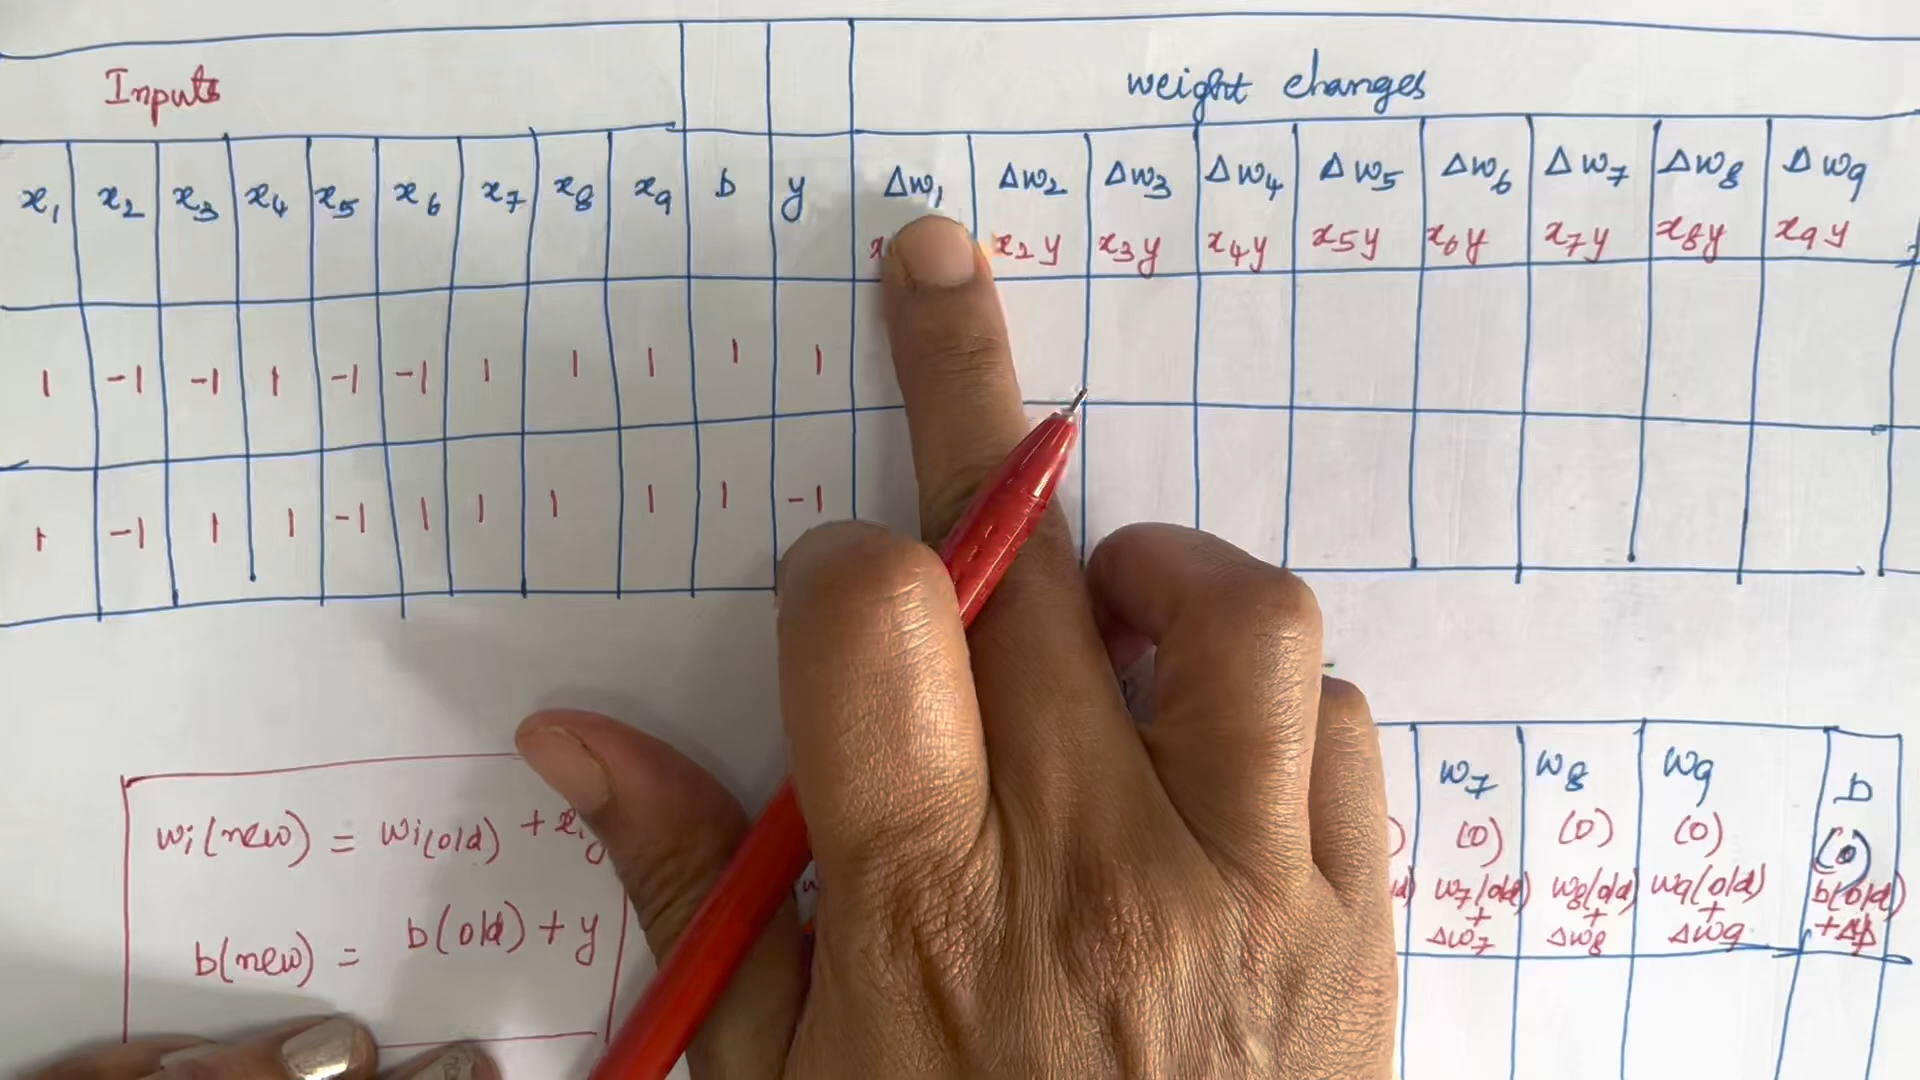 Inputs weight changes
x1 x2 x3 x4 x5 x6 x7 x8 x9 b y Δw1 Δw2 Δw3 Δw4 Δw5 Δw6 Δw7 Δw8 Δw9
x2y x3y x4y x5y x6y x7y x8y x9y
1 -1 -1 1 -1 -1 1 1 1 1 1
1 -1 1 1 -1 1 1 1 1 1 -1
wi(new) = wi(old) + xiy
b(new) = b(old) + y
w7 w8 w9 b
(0) (0) (0) (0)
w7(old) w8(old) w9(old) b(old)
+ + +
Δw7 Δw8 Δw9